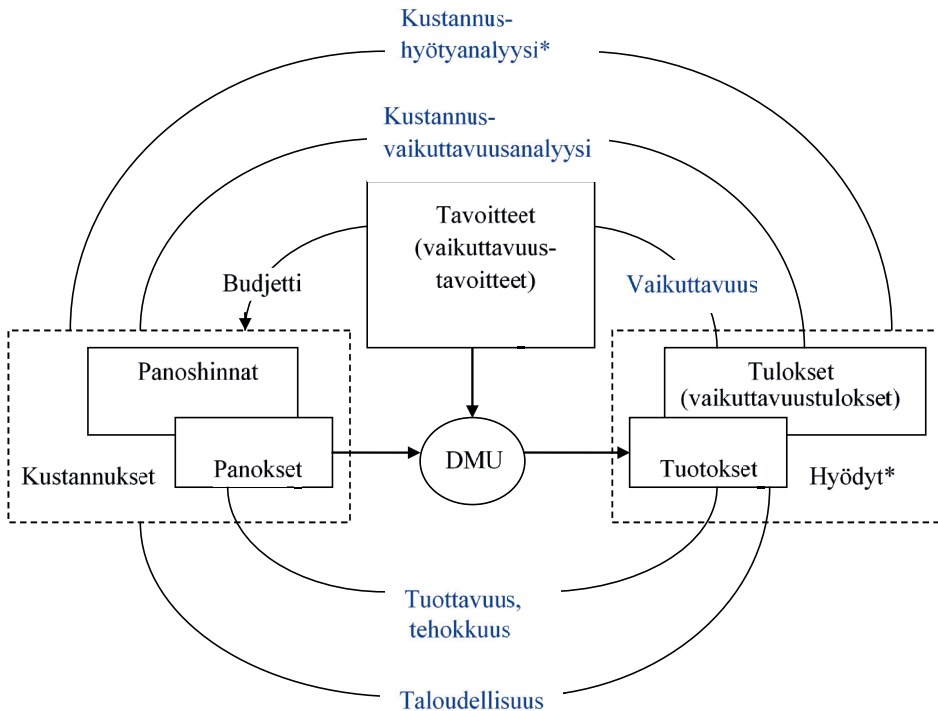 Kustannus-
hyötyanalyysi*
Kustannus-
vaikuttavuusanalyysi
Tavoitteet
(vaikuttavuus-
tavoitteet)
Budjetti
Vaikuttavuus
Panoshinnat
Tulokset
(vaikuttavuustulokset)
Kustannukset
Panokset
DMU
Tuotokset
Hyödyt*
Tuottavuus,
tehokkuus
Taloudellisuus